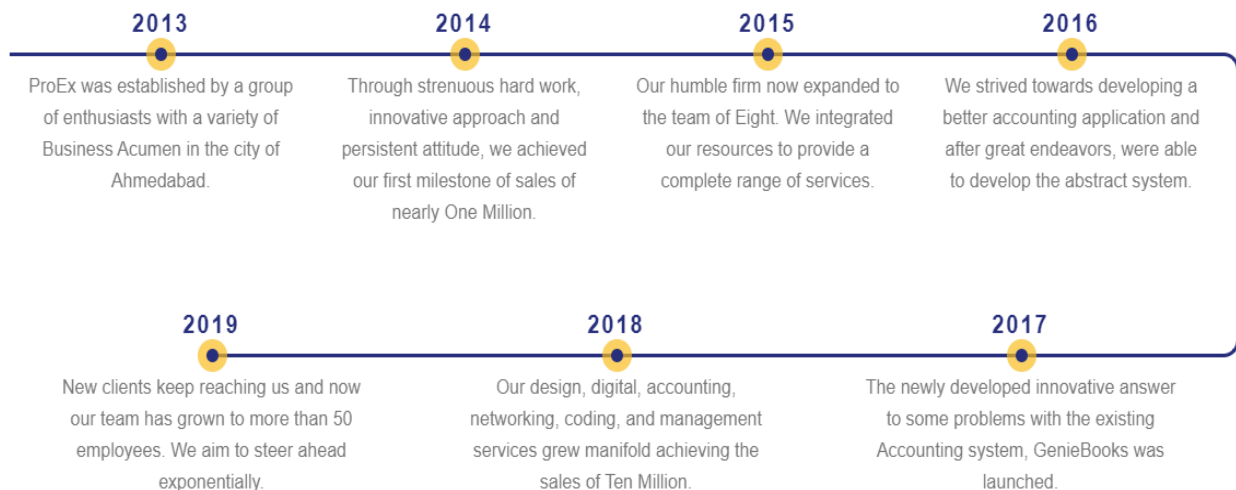 2013
ProEx was established by a group
of enthusiasts with a variety of
Business Acumen in the city of
Ahmedabad.
2014
Through strenuous hard work,
innovative approach and
persistent attitude, we achieved
our first milestone of sales of
nearly One Million.
2015
Our humble firm now expanded to
the team of Eight. We integrated
our resources to provide a
complete range of services.
2016
We strived towards developing a
better accounting application and
after great endeavors, were able
to develop the abstract system.
2017
The newly developed innovative answer
to some problems with the existing
Accounting system, GenieBooks was
launched.
2018
Our design, digital, accounting,
networking, coding, and management
services grew manifold achieving the
sales of Ten Million.
2019
New clients keep reaching us and now
our team has grown to more than 50
employees. We aim to steer ahead
exponentially.